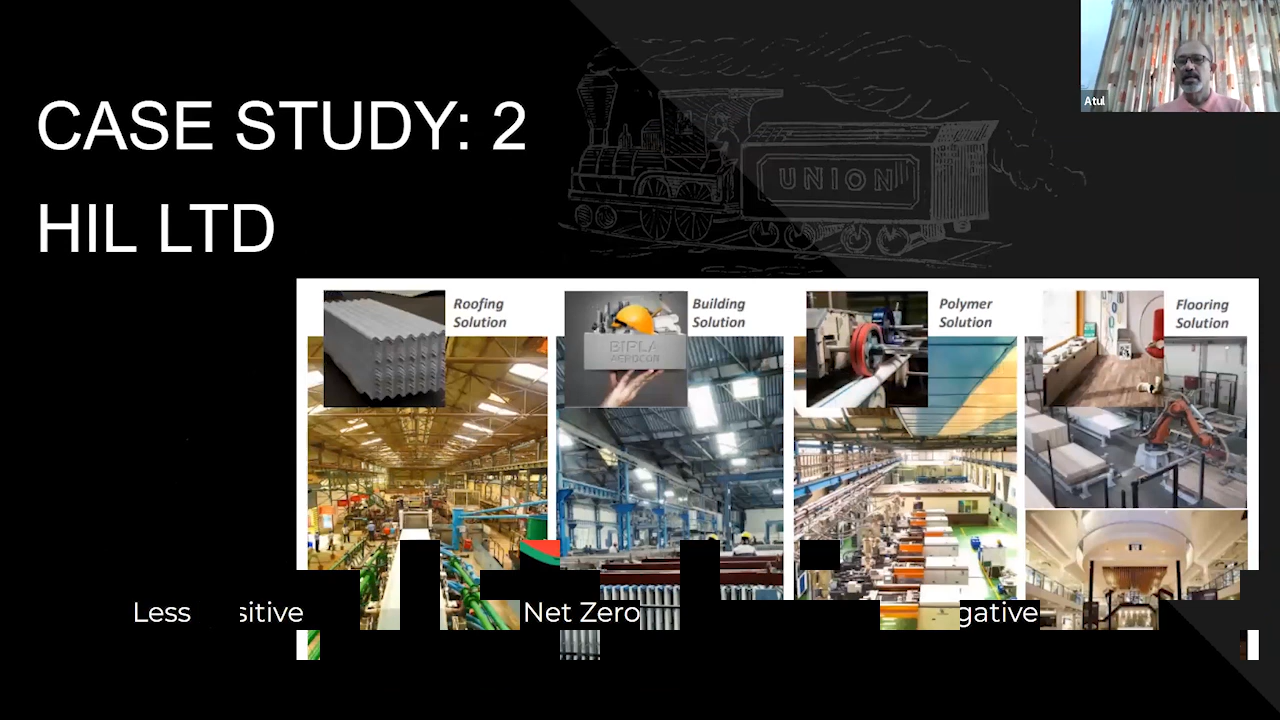 Atul
CASE STUDY: 2
HIL LTD
UNION
Roofing
Solution
Building
Solution
Polymer
Solution
Flooring
Solution
BIRLA
AEROCON
Less sitive
Net Zero
gative